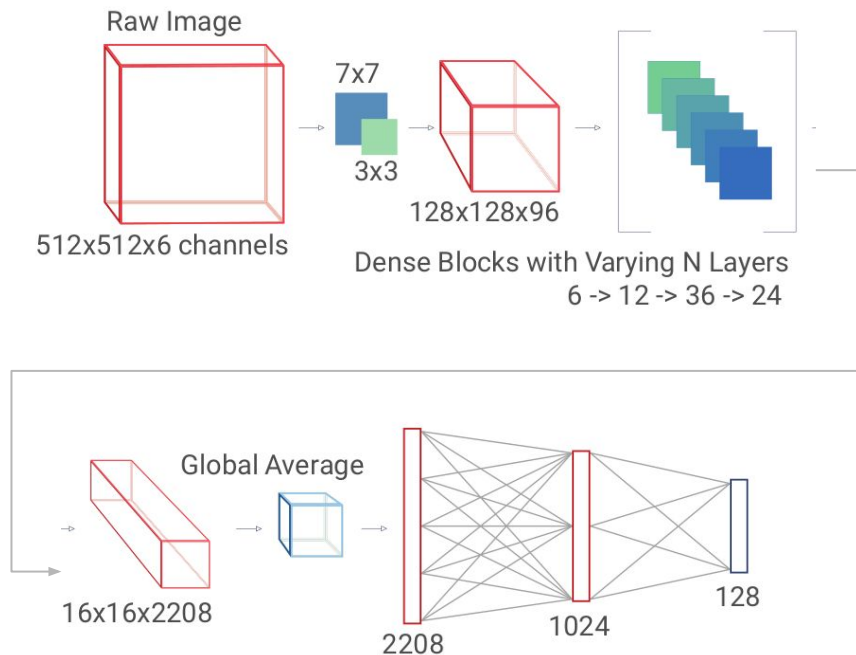 Raw Image
7x7
3x3
512x512x6 channels
128x128x96
Dense Blocks with Varying N Layers
6 -> 12 -> 36 -> 24
Global Average
16x16x2208
2208
1024
128